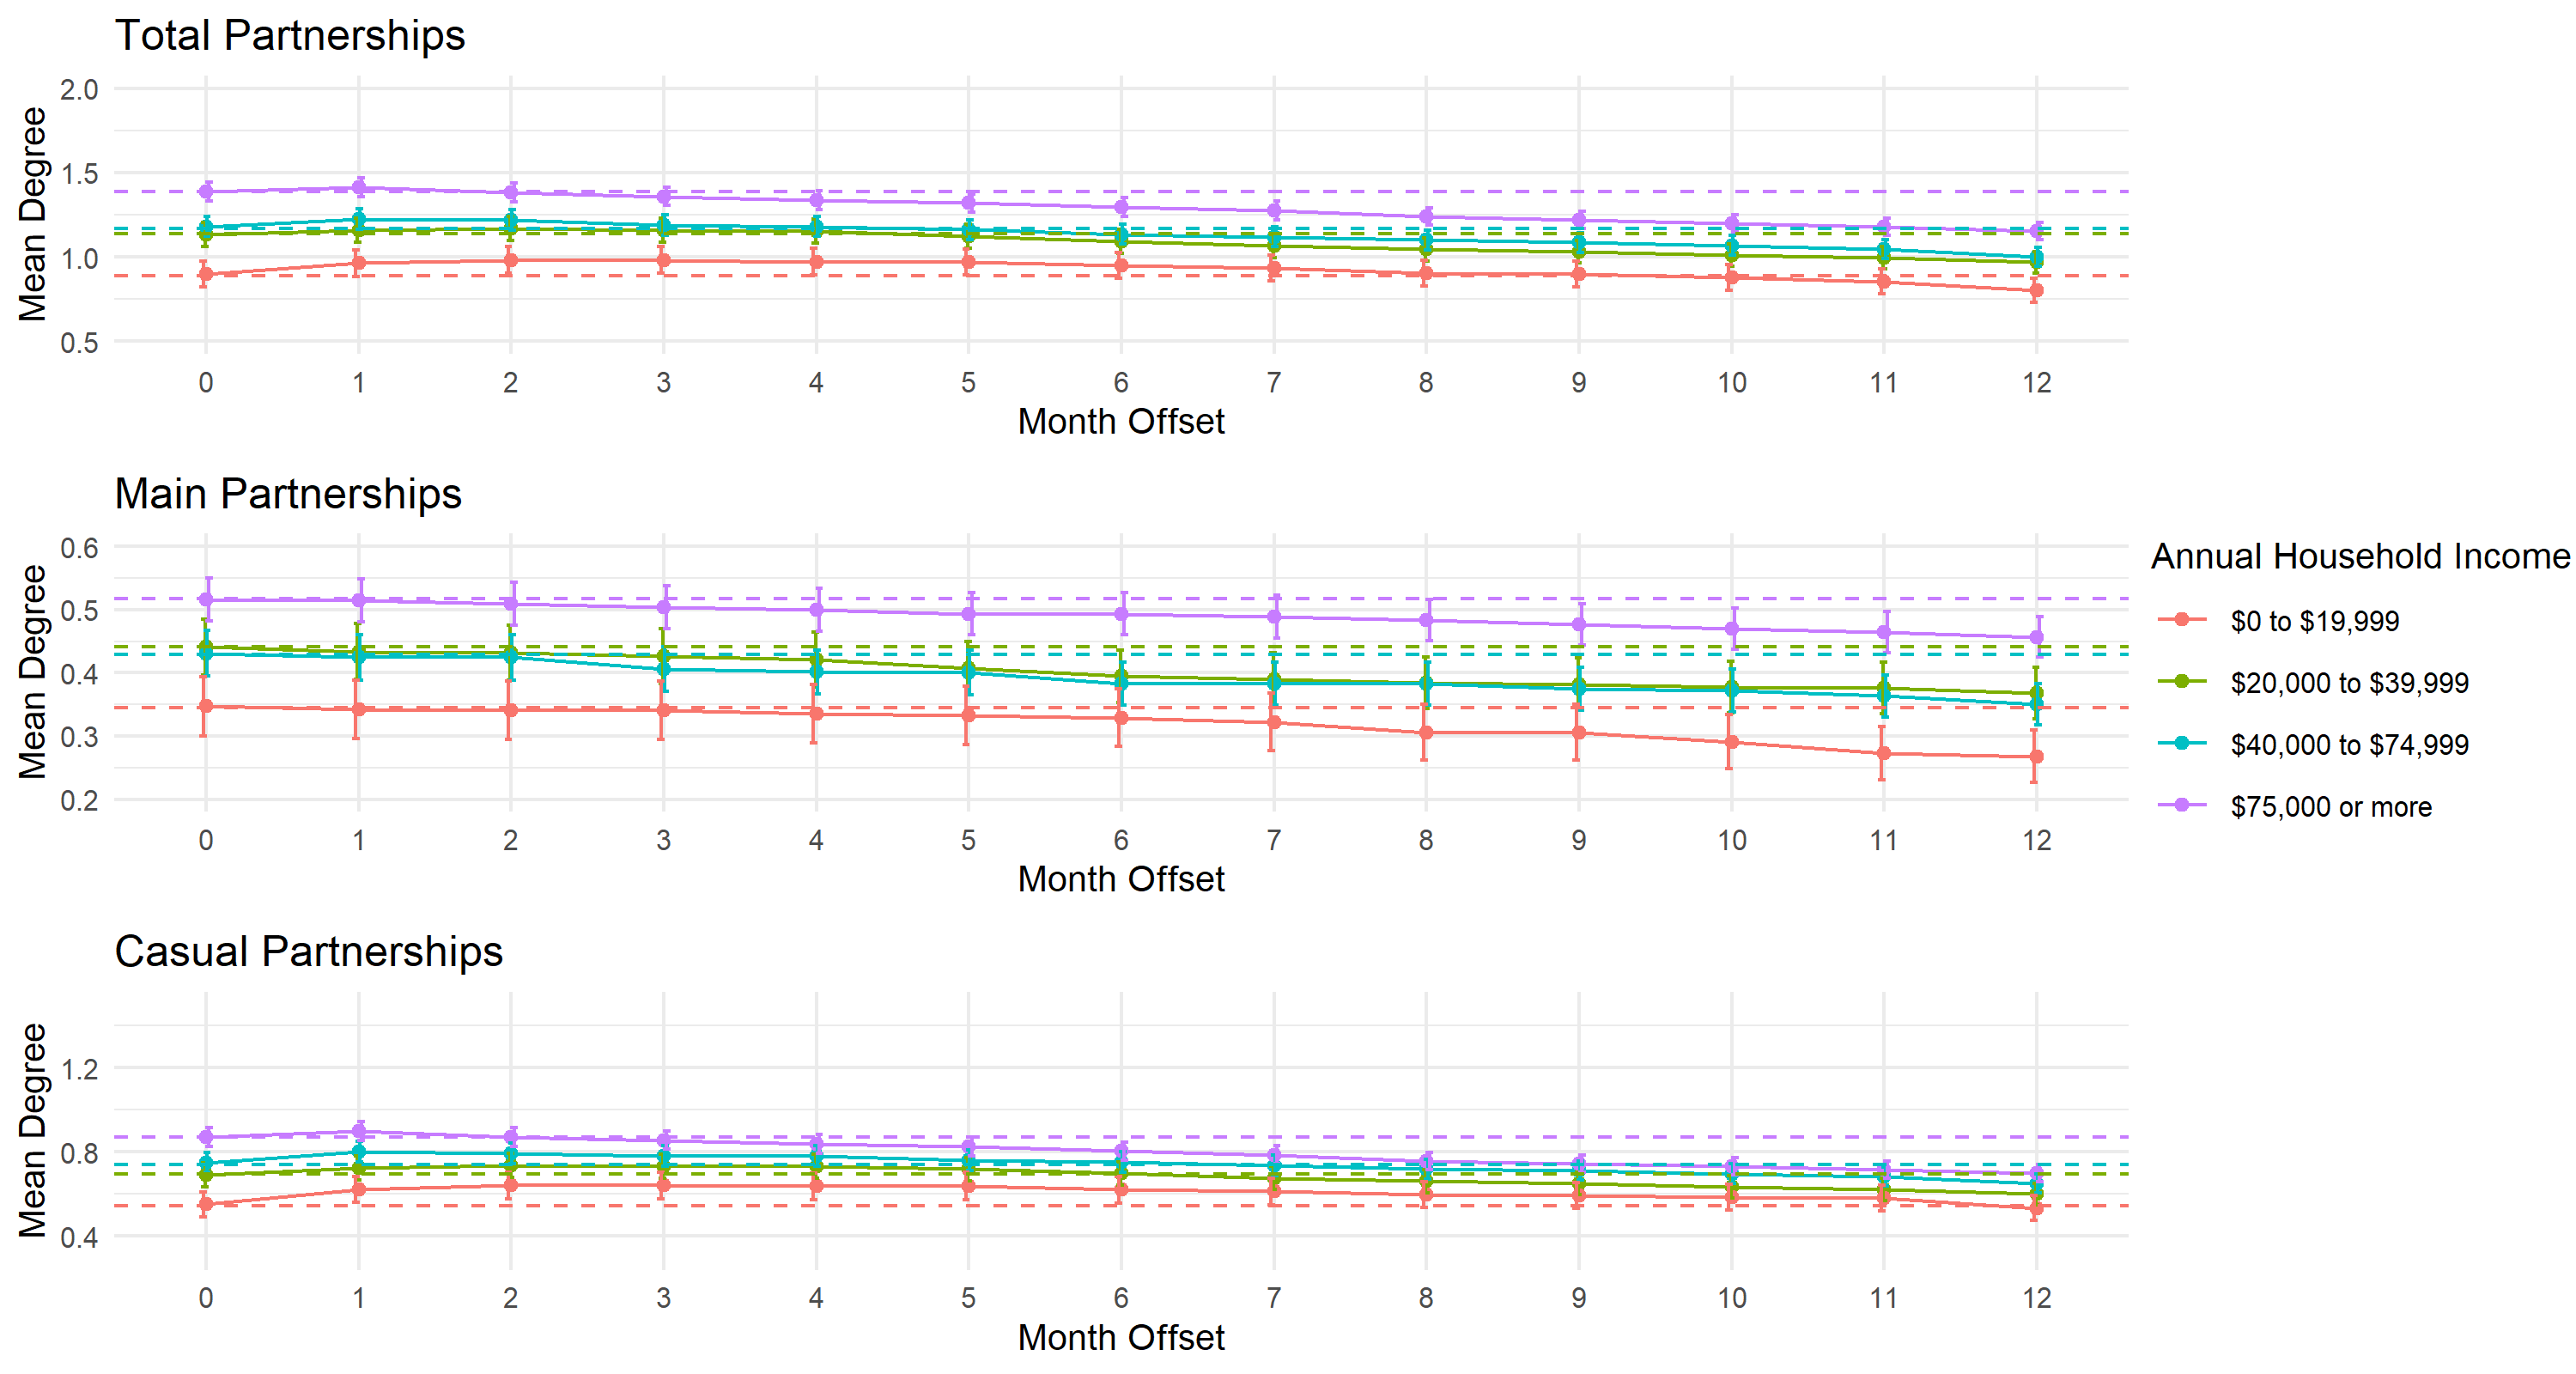 Total Partnerships
Mean Degree
2.0
1.5
1.0
0.5
0 1 2 3 4 5 6 7 8 9 10 11 12
Month Offset
Main Partnerships
Mean Degree
0.6
0.5
0.4
0.3
0.2
0 1 2 3 4 5 6 7 8 9 10 11 12
Month Offset
Annual Household Income
$0 to $19,999
$20,000 to $39,999
$40,000 to $74,999
$75,000 or more
Casual Partnerships
Mean Degree
1.2
0.8
0.4
0 1 2 3 4 5 6 7 8 9 10 11 12
Month Offset